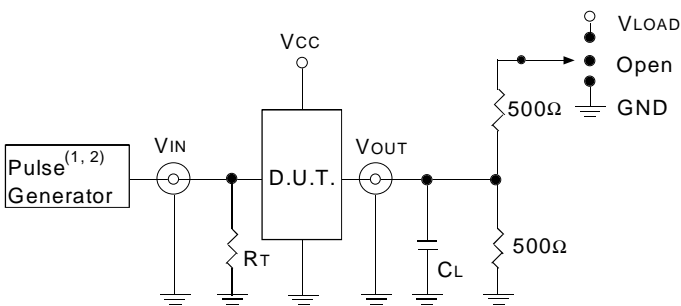 VLOAD
VCC
Open
500Ω
GND
VIN
VOUT
Pulse(1, 2)
Generator
D.U.T.
RT
CL
500Ω